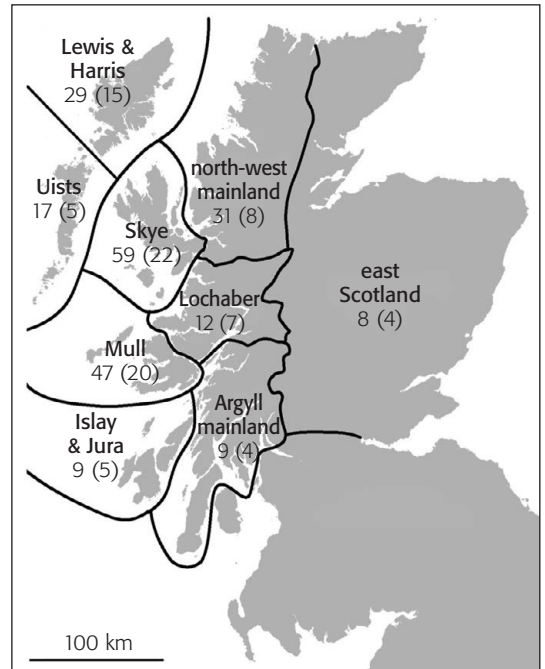 Lewis &
Harris
29 (15)
Uists
17 (5)
north-west
mainland
31 (8)
Skye
59 (22)
east
Scotland
8 (4)
Lochaber
12 (7)
Mull
47 (20)
Argyll
mainland
9 (4)
Islay
& Jura
9 (5)
100 km